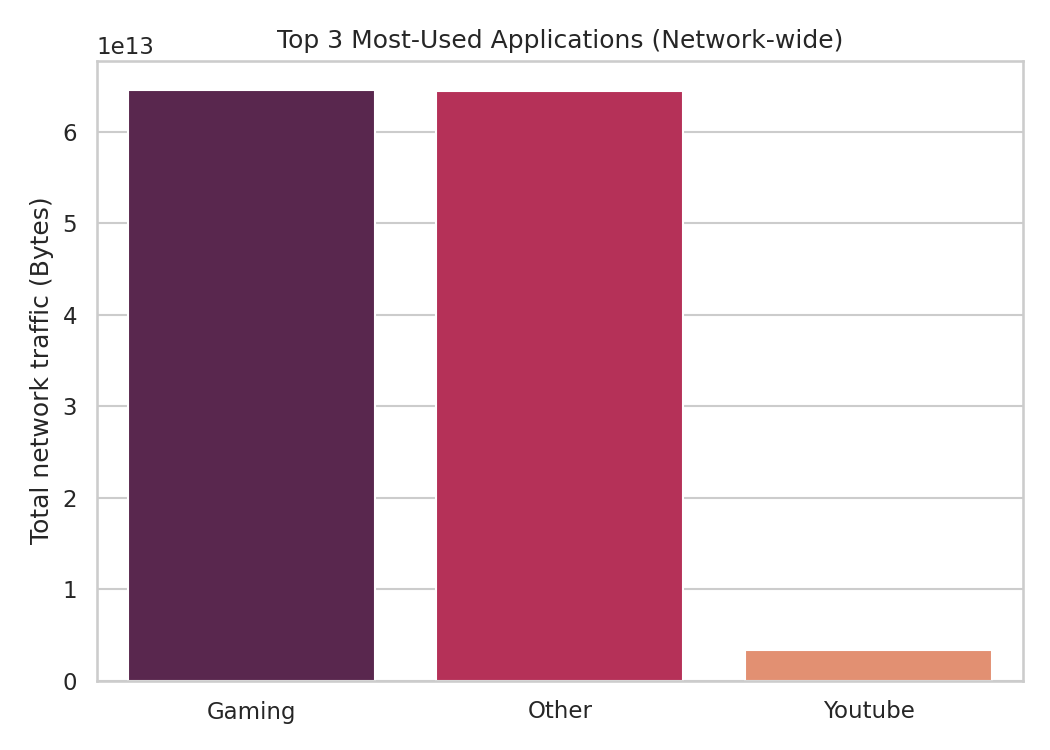 Top 3 Most-Used Applications (Network-wide)
1e13
Total network traffic (Bytes)
6
5
4
3
2
1
0
Gaming
Other
Youtube